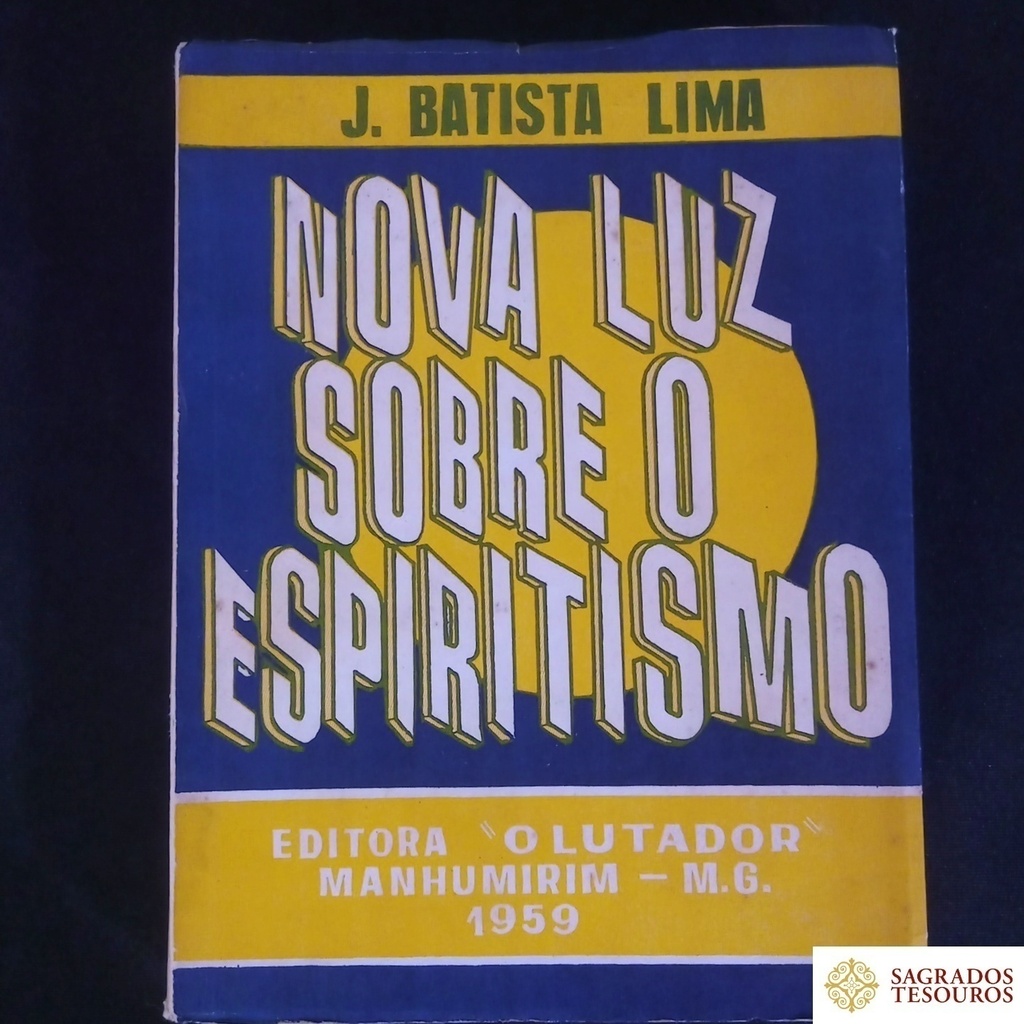 J. BATISTA LIMA
NOVA LUZ
SOBRE O
ESPIRITISMO
EDITORA "O LUTADOR"
MANHUMIRIM — M.G.
1959
SAGRADOS
TESOUROS